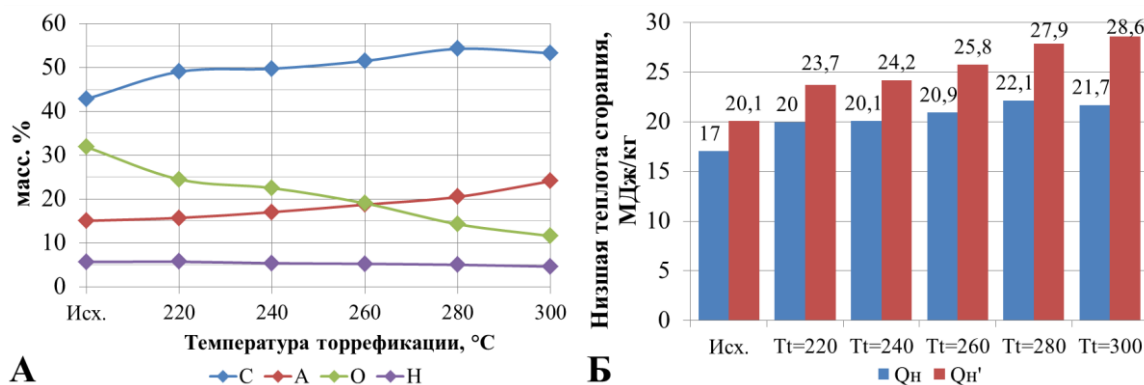 60
50
40
30
20
10
0
масс. %
Исх. 220 240 260 280 300
Температура торрефикации, °С
С А О Н
А
Низшая теплота сгорания,
МДж/кг
30
25
20
15
10
5
0
17 20,1 20 23,7 20,1 24,2 20,9 25,8 22,1 27,9 21,7 28,6
Исх. Tt=220 Tt=240 Tt=260 Tt=280 Tt=300
Qн Qн'
Б